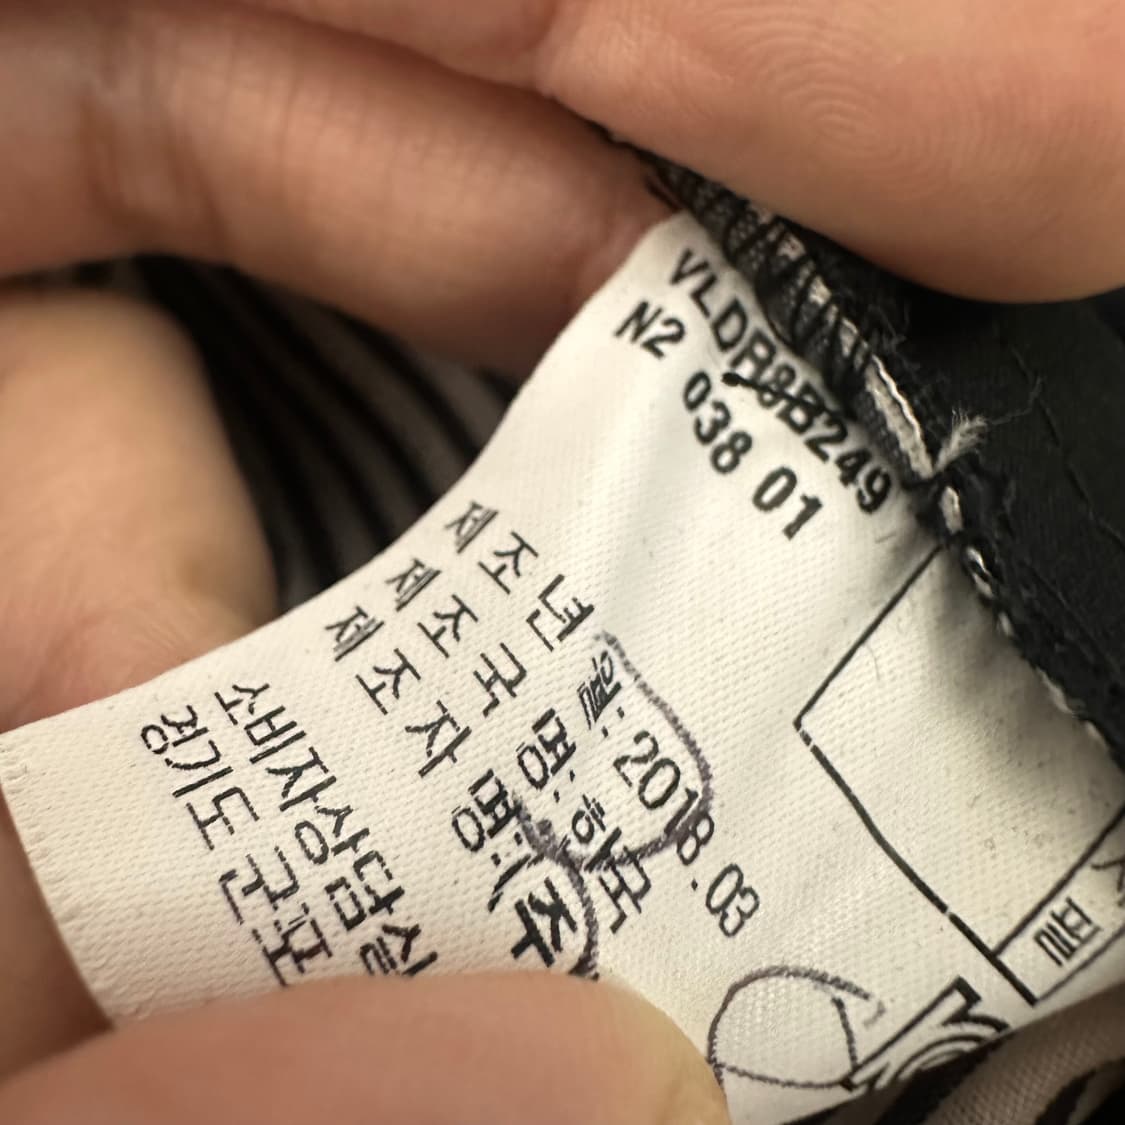 VLDR8B249
N2 038 01
제조년월: 2018.03
제조국명: 한국
제조자명:(주
소비자상담실
경기도 군포